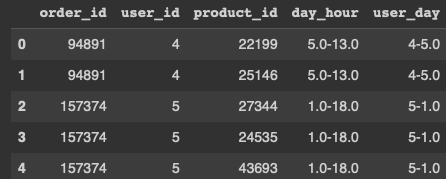 order_id user_id product_id day_hour user_day
0 94891 4 22199 5.0-13.0 4-5.0
1 94891 4 25146 5.0-13.0 4-5.0
2 157374 5 27344 1.0-18.0 5-1.0
3 157374 5 24535 1.0-18.0 5-1.0
4 157374 5 43693 1.0-18.0 5-1.0